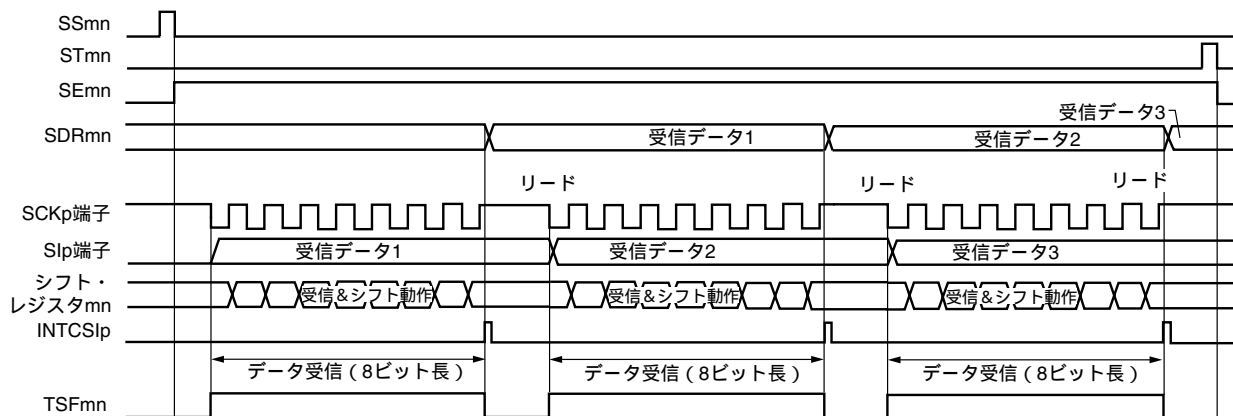 SSmn
STmn
SEmn
受信データ3
SDRmn
受信データ1
受信データ2
リード
リード
リード
SCKp端子
SIp端子
受信データ1
受信データ2
受信データ3
シフト・
レジスタmn
受信&シフト動作
受信&シフト動作
受信&シフト動作
INTCSIp
データ受信（8ビット長）
データ受信（8ビット長）
データ受信（8ビット長）
TSFmn